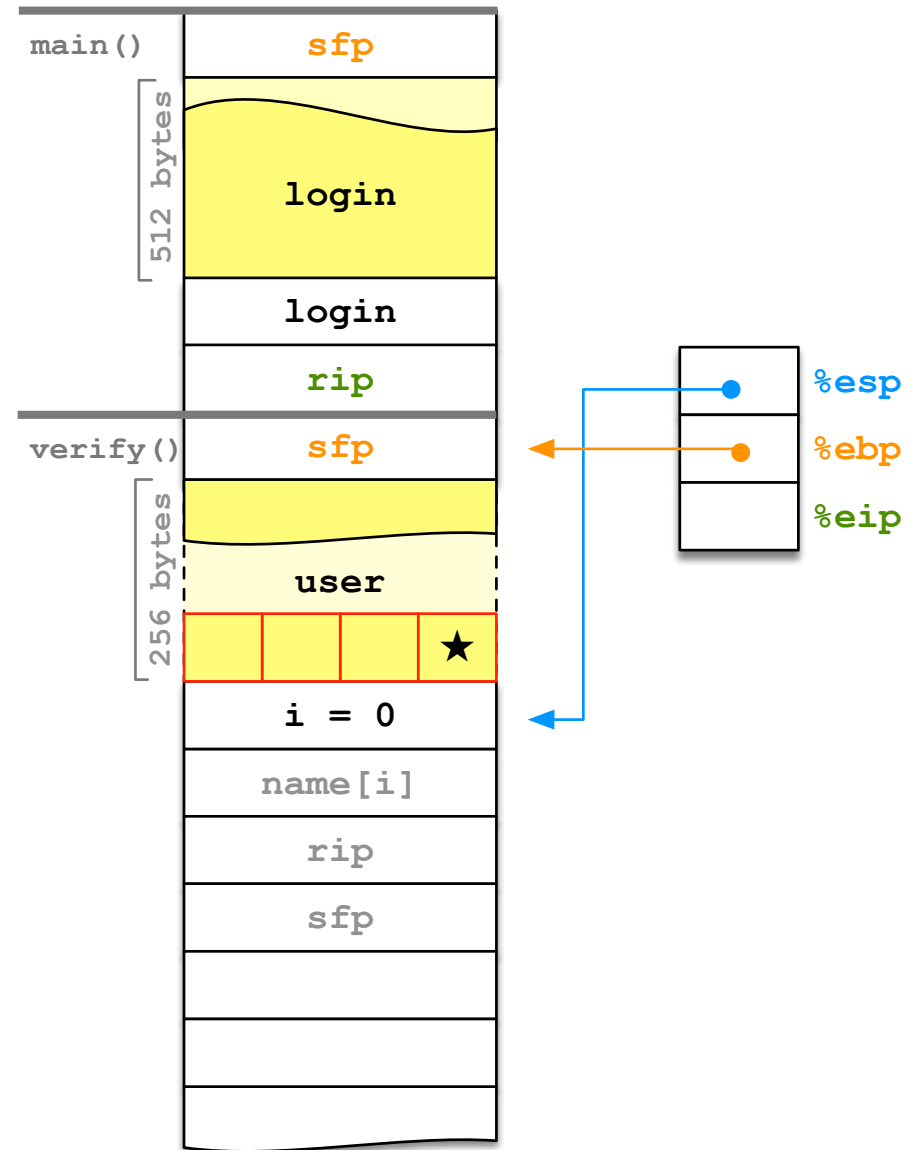 main()
sfp
512 bytes
login
login
rip
verify()
sfp
256 bytes
user
★
i = 0
name[i]
rip
sfp
%esp
%ebp
%eip